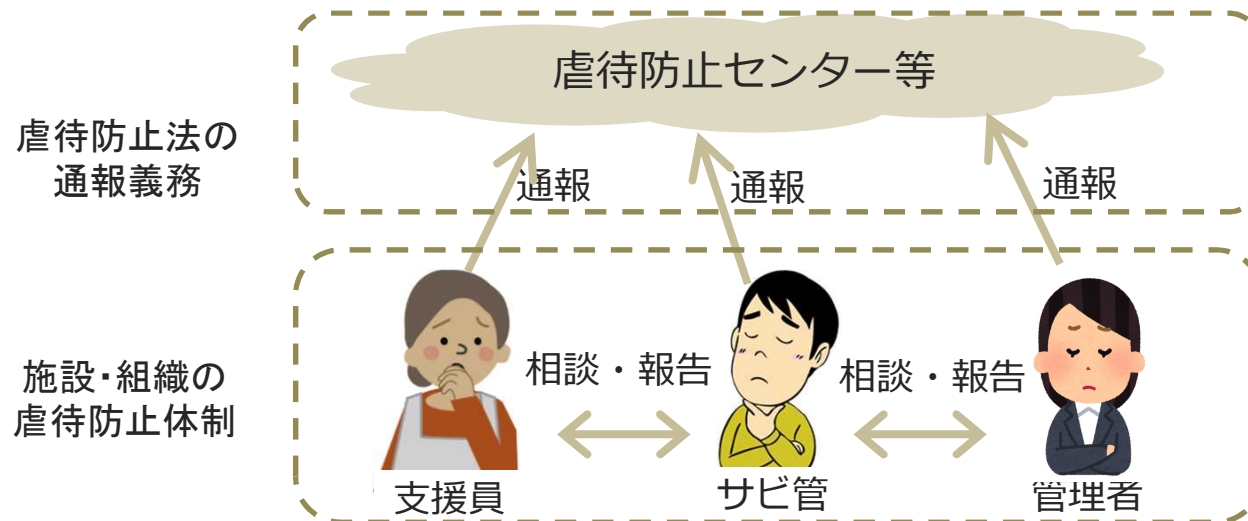 虐待防止センター等
虐待防止法の
通報義務
通報
通報
通報
施設・組織の
虐待防止体制
相談・報告
相談・報告
支援員
サビ管
管理者